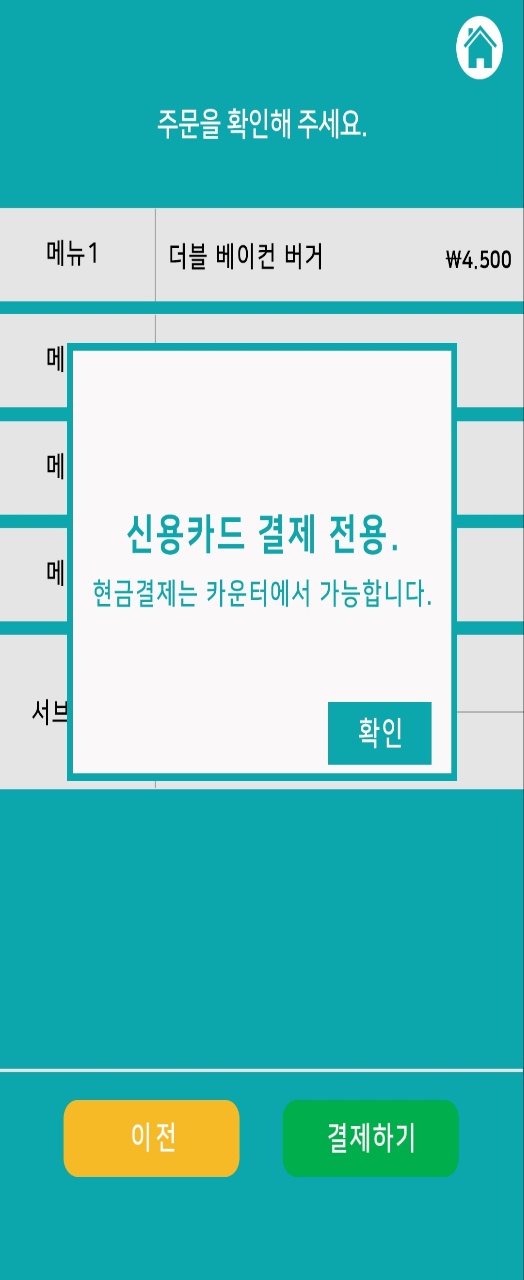 주문을 확인해 주세요.
메뉴1 더블 베이컨 버거 ₩4.500
메
메
메
신용카드 결제 전용.
현금결제는 카운터에서 가능합니다.
서브
확인
이전 결제하기